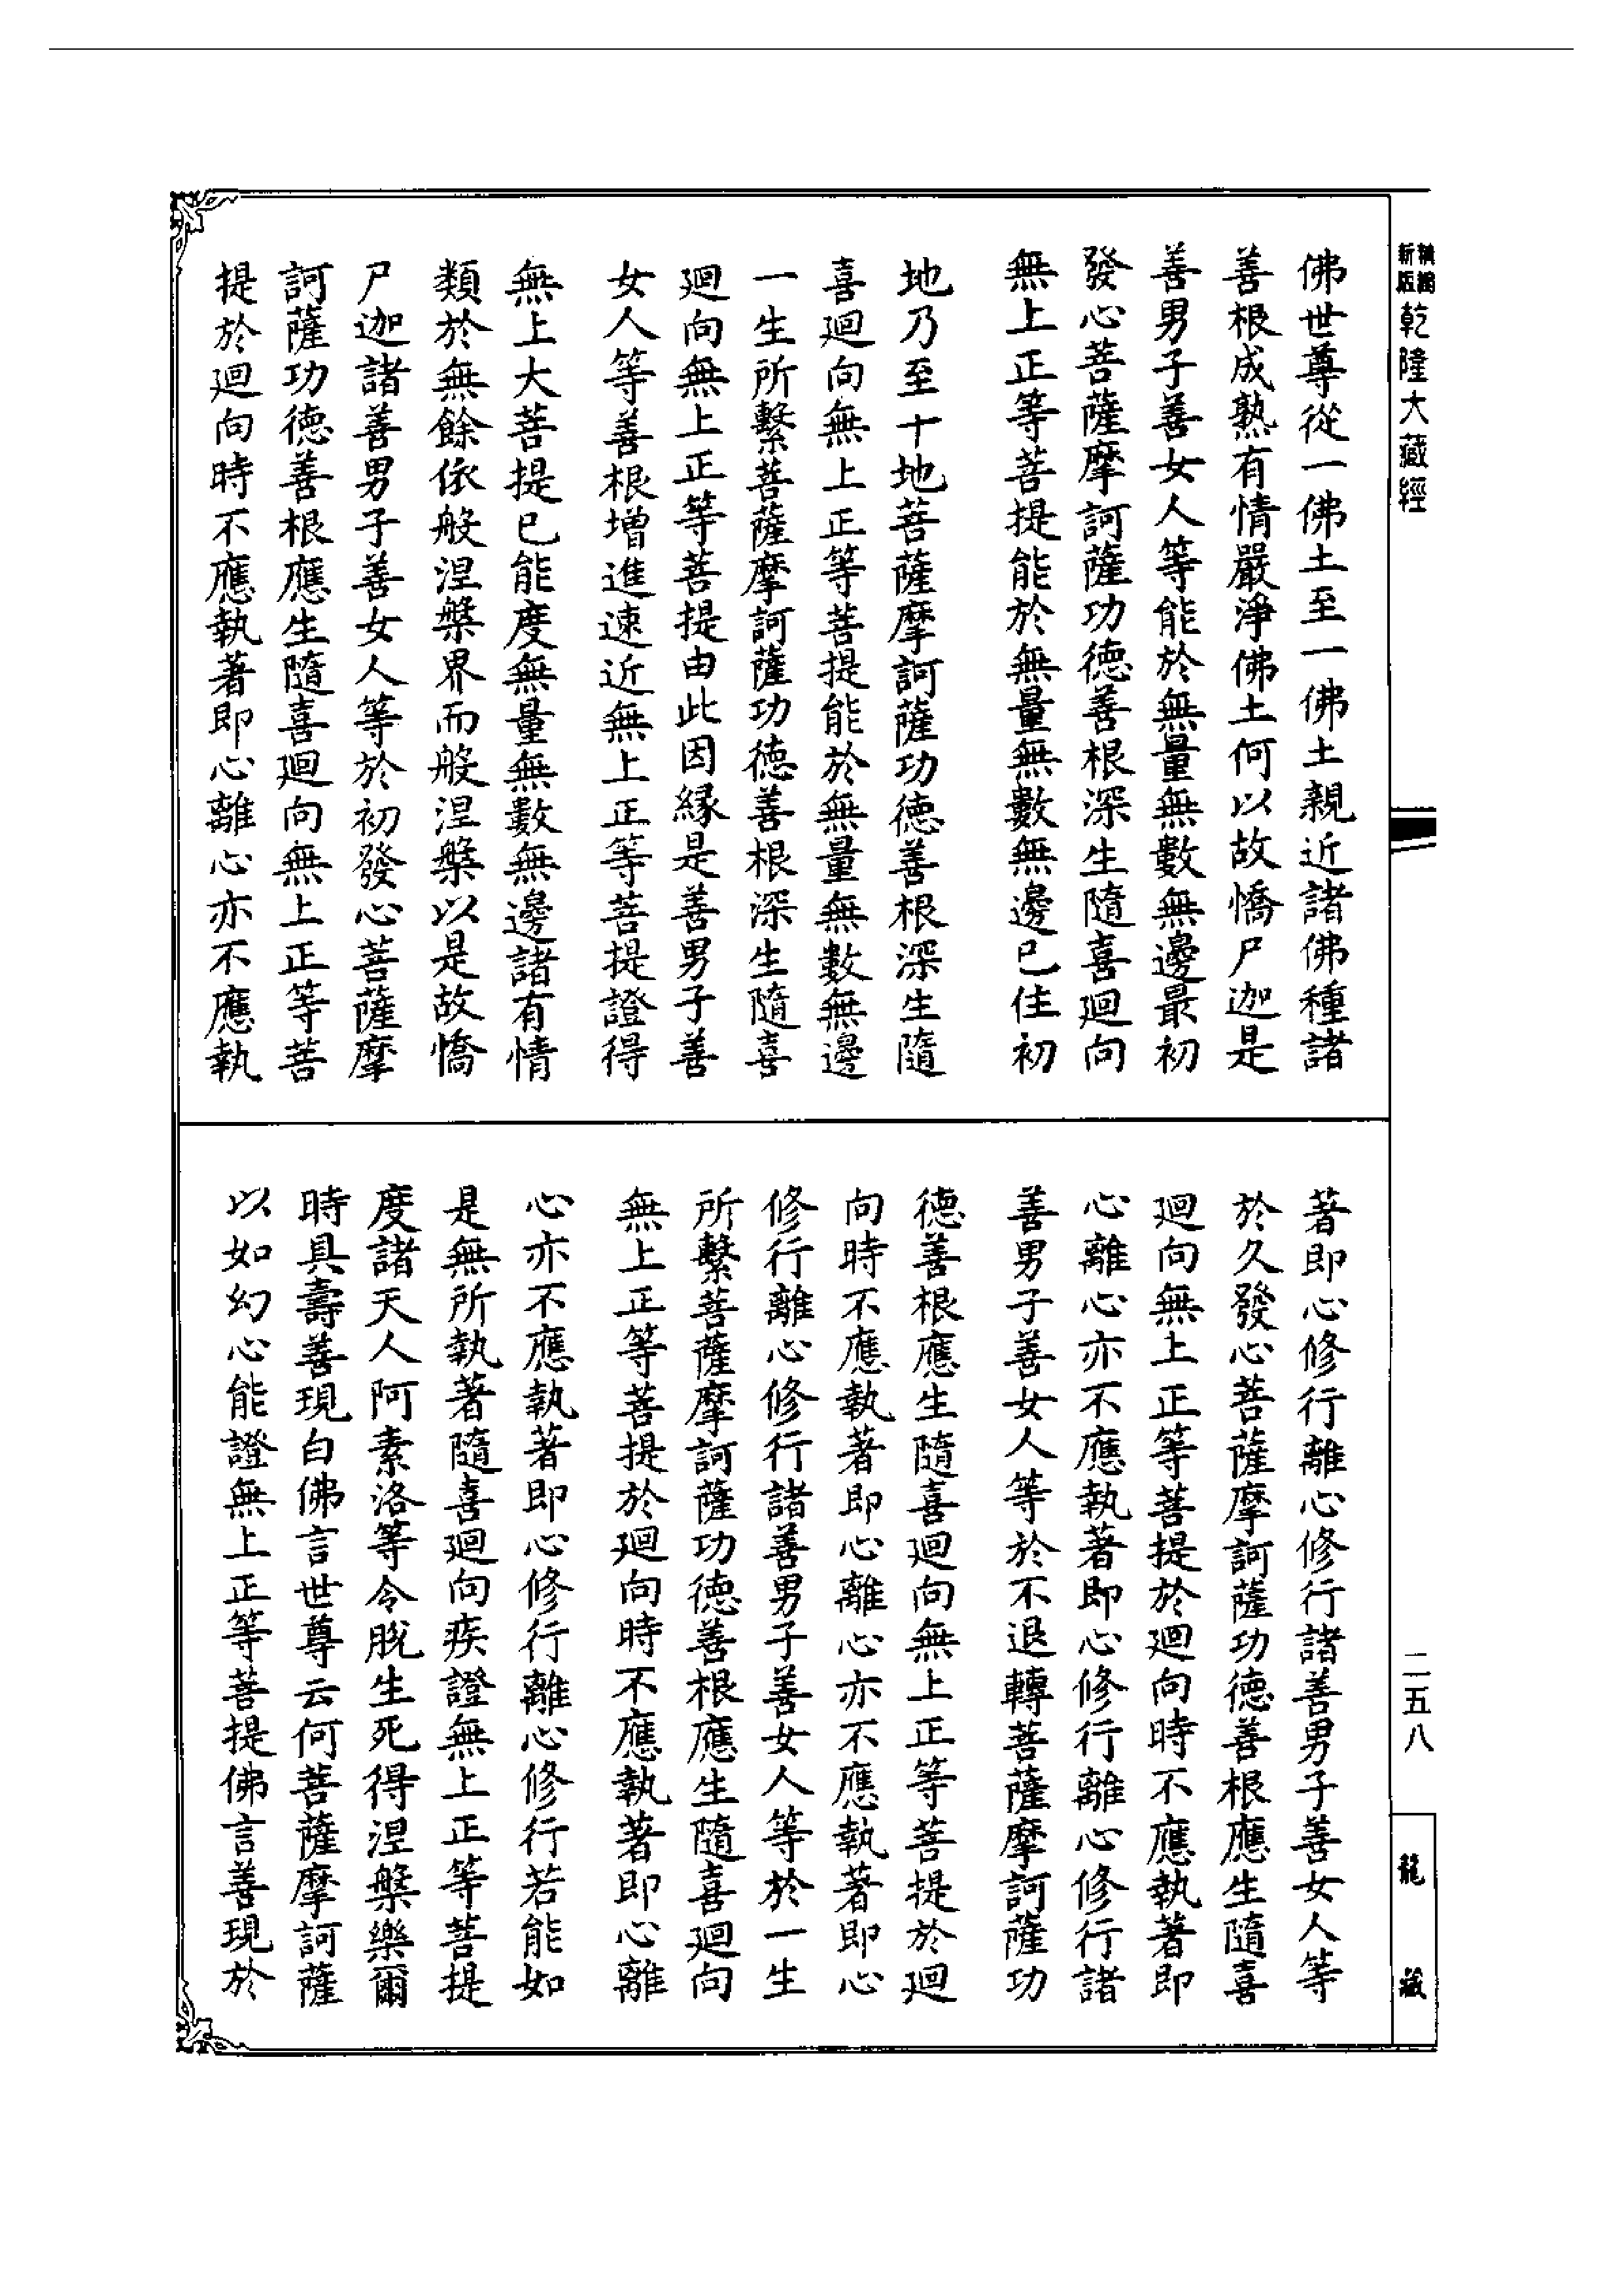 新版
精編
乾隆大藏經
二五八
龍藏
佛世尊從一佛土至一佛土親近諸佛種諸
善根成熟有情嚴淨佛土何以故憍尸迦是
善男子善女人等能於無量無數無邊最初
發心菩薩摩訶薩功德善根深生隨喜廻向
無上正等菩提能於無量無數無邊已住初
地乃至十地菩薩摩訶薩功德善根深生隨
喜廻向無上正等菩提能於無量無數無邊
一生所繫菩薩摩訶薩功德善根深生隨喜
廻向無上正等菩提由此因緣是善男子善
女人等善根增進速近無上正等菩提證得
無上大菩提已能度無量無數無邊諸有情
類於無餘依般涅槃界而般涅槃以是故憍
尸迦諸善男子善女人等於初發心菩薩摩
訶薩功德善根應生隨喜廻向無上正等菩
提於廻向時不應執著即心離心亦不應執
著即心修行離心修行諸善男子善女人等
於久發心菩薩摩訶薩功德善根應生隨喜
廻向無上正等菩提於廻向時不應執著即
心離心亦不應執著即心修行離心修行諸
善男子善女人等於不退轉菩薩摩訶薩功
德善根應生隨喜廻向無上正等菩提於廻
向時不應執著即心離心亦不應執著即心
修行離心修行諸善男子善女人等於一生
所繫菩薩摩訶薩功德善根應生隨喜廻向
無上正等菩提於廻向時不應執著即心離
心亦不應執著即心修行離心修行若能如
是無所執著隨喜廻向疾證無上正等菩提
度諸天人阿素洛等令脫生死得涅槃樂爾
時具壽善現白佛言世尊云何菩薩摩訶薩
以如幻心能證無上正等菩提佛言善現於